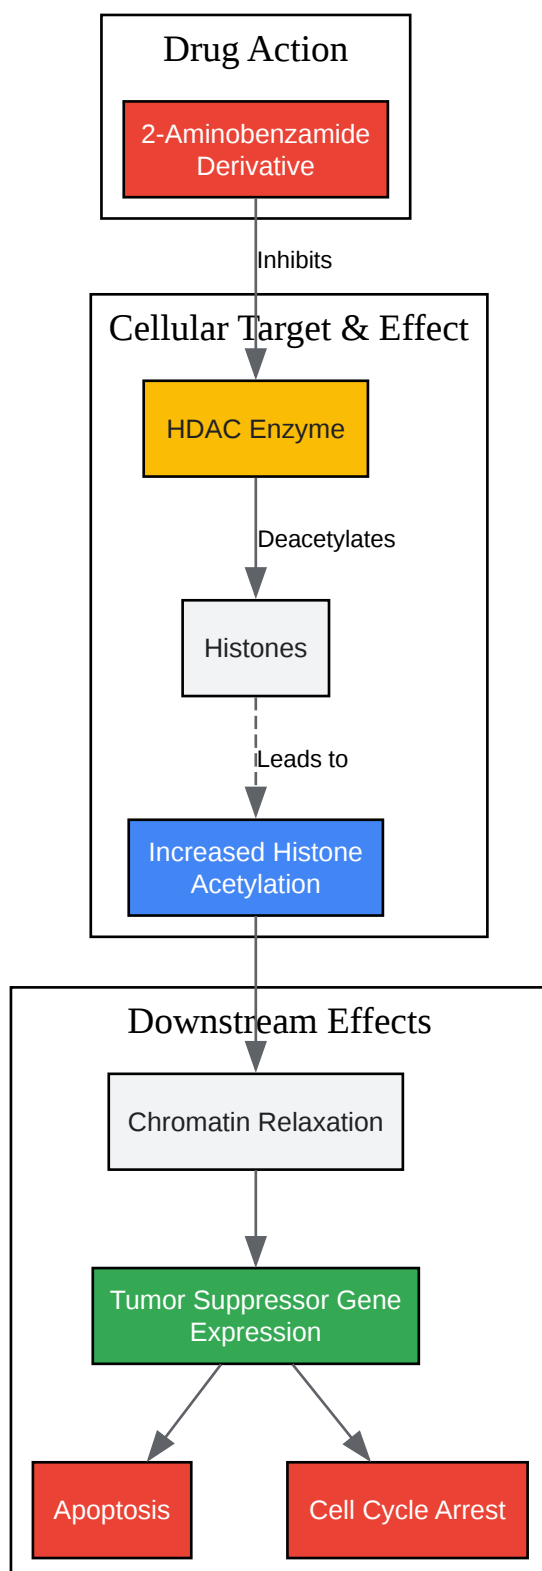 Drug Action
2-Aminobenzamide
Derivative
Inhibits
Cellular Target & Effect
HDAC Enzyme
Deacetylates
Histones
Leads to
Increased Histone
Acetylation
Downstream Effects
Chromatin Relaxation
Tumor Suppressor Gene
Expression
Apoptosis
Cell Cycle Arrest